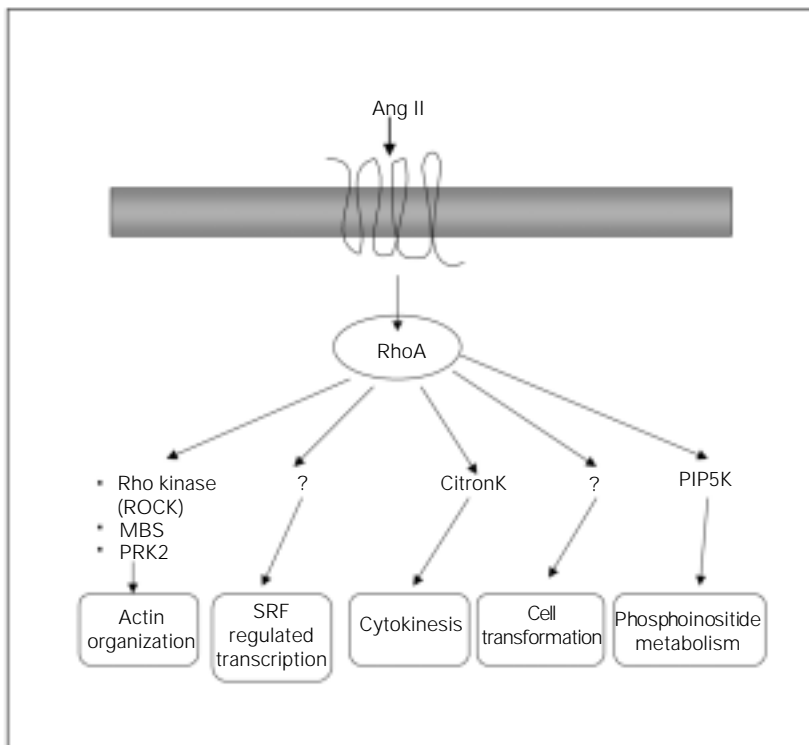 Ang II
RhoA
• Rho kinase
(ROCK)
• MBS
• PRK2
?
CitronK
?
PIP5K
Actin
organization
SRF
regulated
transcription
Cytokinesis
Cell
transformation
Phosphoinositide
metabolism